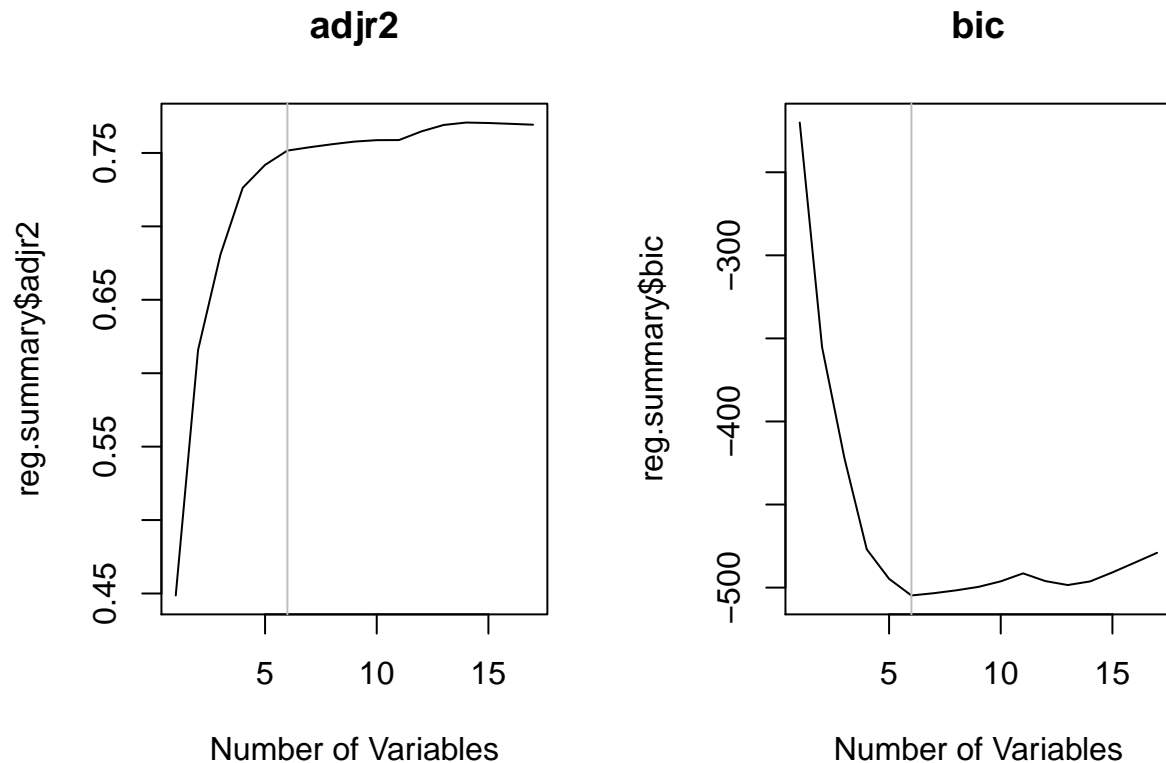 adjr2
reg.summary$adjr2
0.45
0.55
0.65
0.75
5
10
15
Number of Variables
bic
reg.summary$bic
−500
−400
−300
5
10
15
Number of Variables